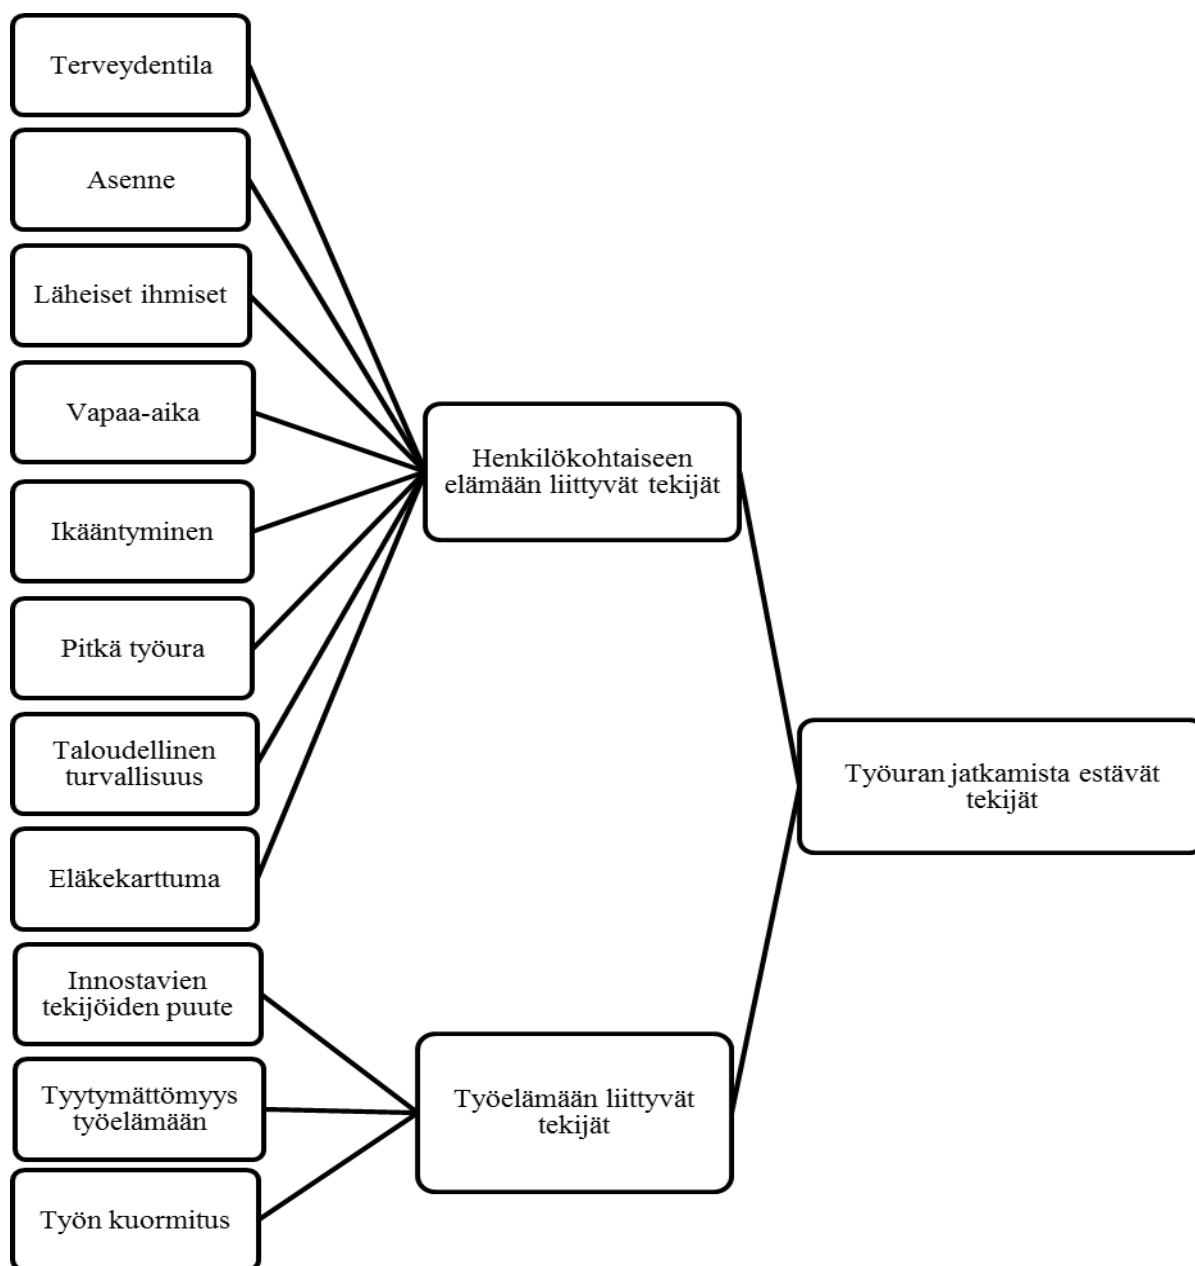 Terveydentila
Asenne
Läheiset ihmiset
Vapaa-aika
Ikääntyminen
Pitkä työura
Taloudellinen
turvallisuus
Eläkekarttuma
Innostavien
tekijöiden puute
Tyytymättömyys
työelämään
Työn kuormitus
Henkilökohtaiseen
elämään liittyvät tekijät
Työelämään liittyvät
tekijät
Työuran jatkamista estävät
tekijät